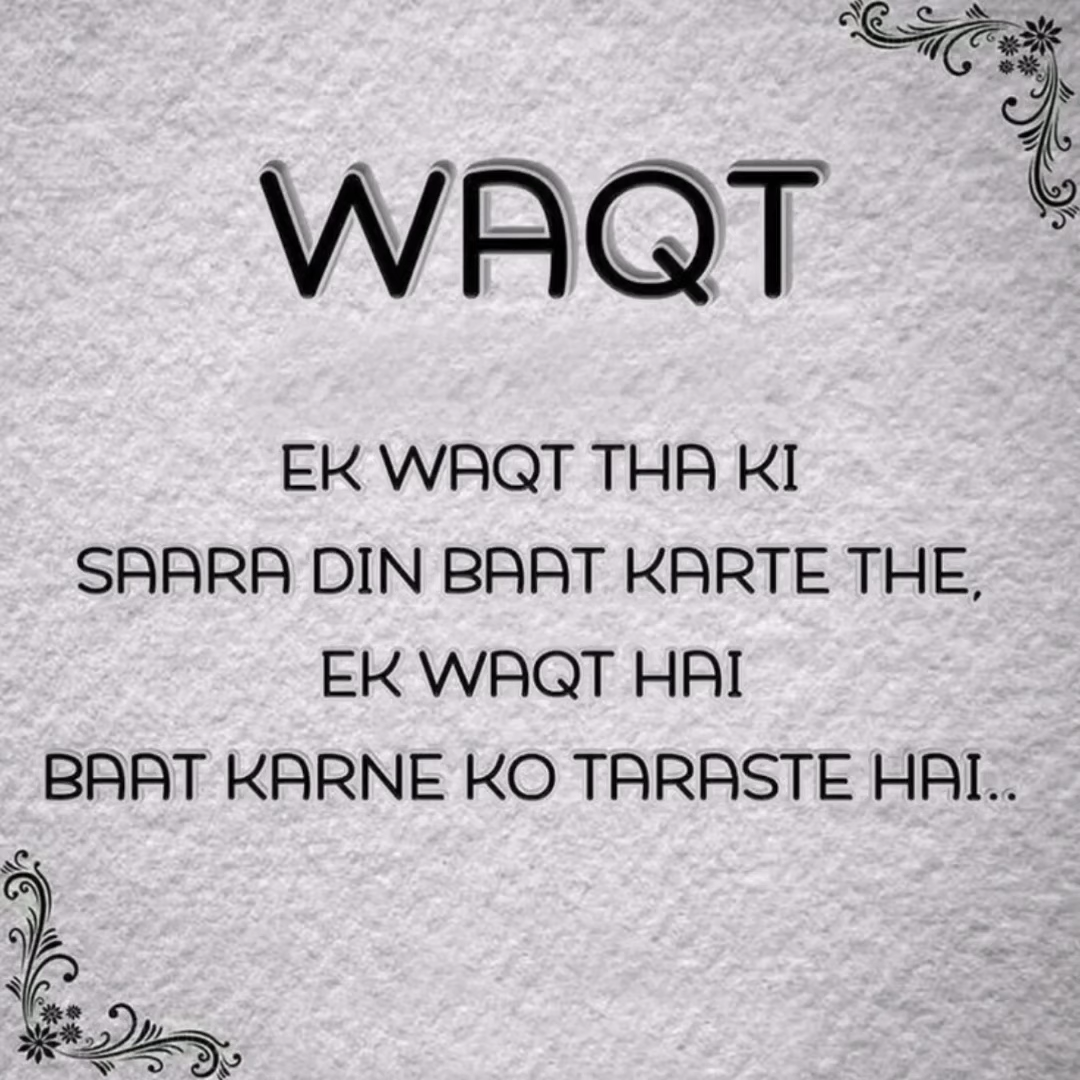 WAQT
EK WAQT THA KI
SAARA DIN BAAT KARTE THE,
EK WAQT HAI
BAAT KARNE KO TARASTE HAI..